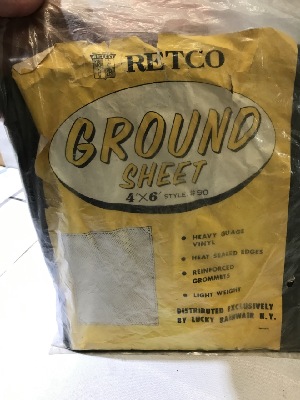 RETCO
GROUND
SHEET
4'×6' STYLE #90
• HEAVY GUAGE
VINYL
• HEAT SEALED EDGES
• REINFORCED
GROMMETS
• LIGHT WEIGHT
DISTRIBUTED EXCLUSIVELY
BY LUCKY RAINWAIR N.Y.